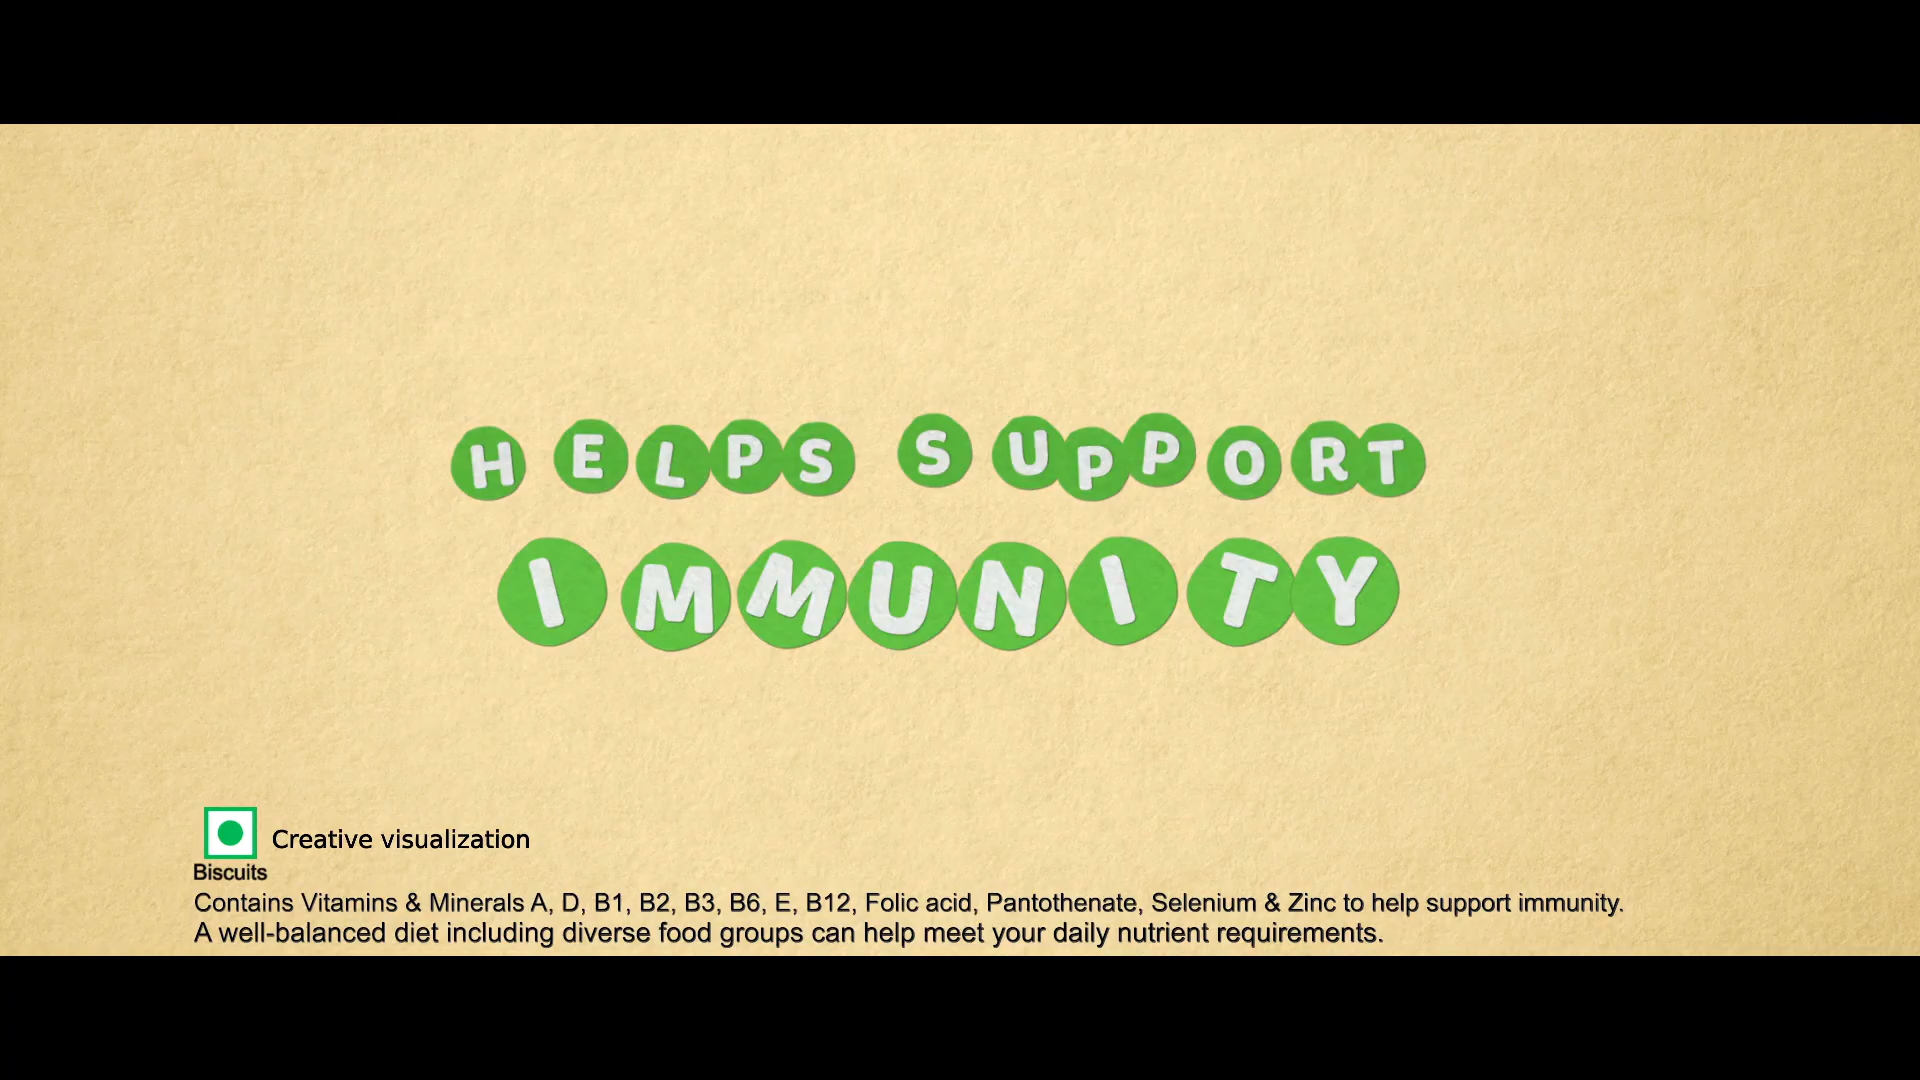 HELPS SUPPORT
IMMUNITY
Creative visualization
Biscuits
Contains Vitamins & Minerals A, D, B1, B2, B3, B6, E, B12, Folic acid, Pantothenate, Selenium & Zinc to help support immunity.
A well-balanced diet including diverse food groups can help meet your daily nutrient requirements.